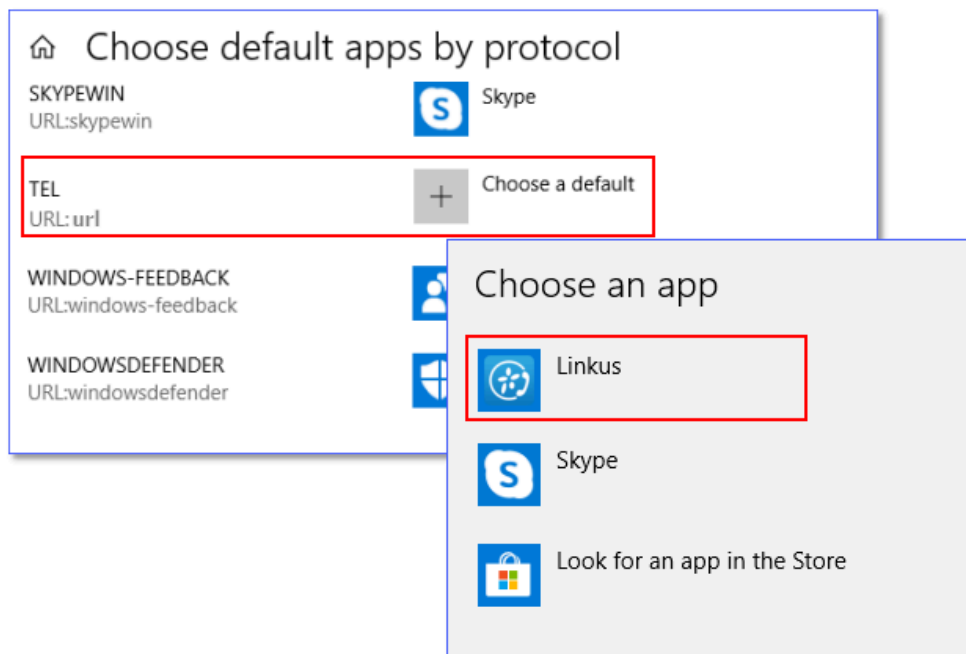 Choose default apps by protocol
SKYPEWIN
URL:skypewin
Skype
TEL
URL: url
Choose a default
WINDOWS-FEEDBACK
URL:windows-feedback
WINDOWSDEFENDER
URL:windowsdefender
Choose an app
Linkus
Skype
Look for an app in the Store